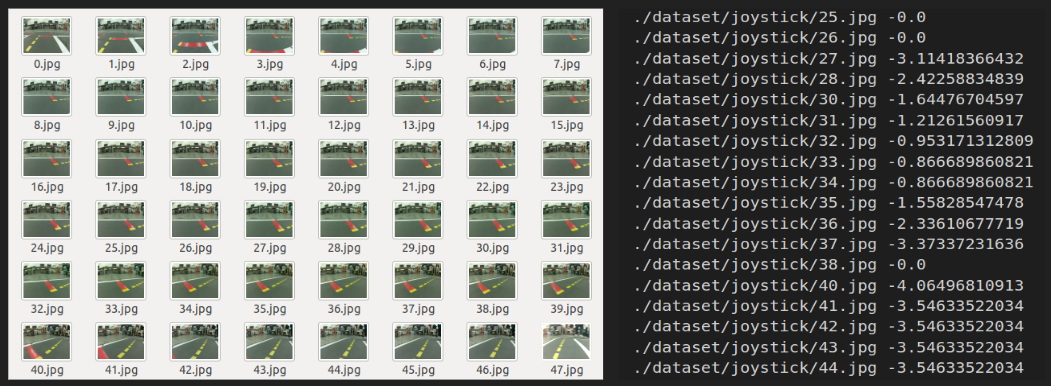 0.jpg 1.jpg 2.jpg 3.jpg 4.jpg 5.jpg 6.jpg 7.jpg
8.jpg 9.jpg 10.jpg 11.jpg 12.jpg 13.jpg 14.jpg 15.jpg
16.jpg 17.jpg 18.jpg 19.jpg 20.jpg 21.jpg 22.jpg 23.jpg
24.jpg 25.jpg 26.jpg 27.jpg 28.jpg 29.jpg 30.jpg 31.jpg
32.jpg 33.jpg 34.jpg 35.jpg 36.jpg 37.jpg 38.jpg 39.jpg
40.jpg 41.jpg 42.jpg 43.jpg 44.jpg 45.jpg 46.jpg 47.jpg
./dataset/joystick/25.jpg -0.0
./dataset/joystick/26.jpg -0.0
./dataset/joystick/27.jpg -3.11418366432
./dataset/joystick/28.jpg -2.42258834839
./dataset/joystick/30.jpg -1.64476704597
./dataset/joystick/31.jpg -1.21261560917
./dataset/joystick/32.jpg -0.953171312809
./dataset/joystick/33.jpg -0.866689860821
./dataset/joystick/34.jpg -0.866689860821
./dataset/joystick/35.jpg -1.55828547478
./dataset/joystick/36.jpg -2.33610677719
./dataset/joystick/37.jpg -3.37337231636
./dataset/joystick/38.jpg -0.0
./dataset/joystick/40.jpg -4.06496810913
./dataset/joystick/41.jpg -3.54633522034
./dataset/joystick/42.jpg -3.54633522034
./dataset/joystick/43.jpg -3.54633522034
./dataset/joystick/44.jpg -3.54633522034